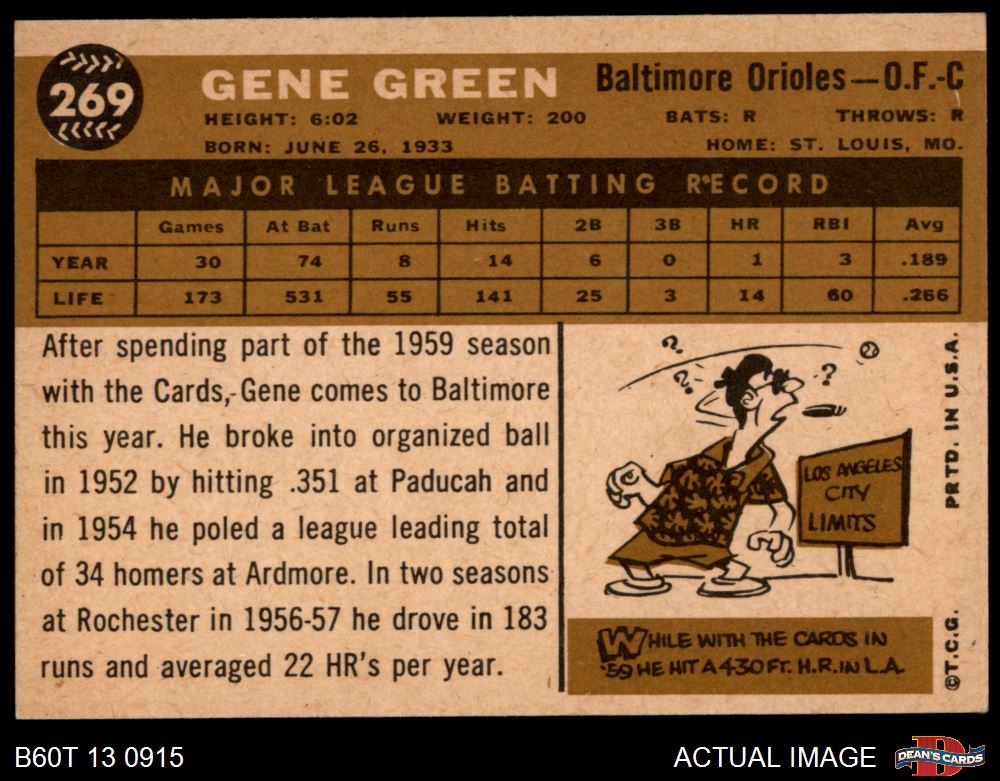 269
GENE GREEN Baltimore Orioles—O.F.-C
HEIGHT: 6:02 WEIGHT: 200 BATS: R THROWS: R
BORN: JUNE 26, 1933 HOME: ST. LOUIS, MO.
MAJOR LEAGUE BATTING RECORD
Games At Bat Runs Hits 2B 3B HR RBI Avg
YEAR 30 74 8 14 6 0 1 3 .189
LIFE 173 531 55 141 25 3 14 60 .266
After spending part of the 1959 season
with the Cards, Gene comes to Baltimore
this year. He broke into organized ball
in 1952 by hitting .351 at Paducah and
in 1954 he poled a league leading total
of 34 homers at Ardmore. In two seasons
at Rochester in 1956-57 he drove in 183
runs and averaged 22 HR's per year.
? ? ?
LOS ANGELES
CITY
LIMITS
WHILE WITH THE CARDS IN
'59 HE HIT A 430 FT. H.R. IN L.A.
©T.C.G. PRTD. IN U.S.A.
B60T 13 0915 ACTUAL IMAGE
D
DEAN'S CARDS